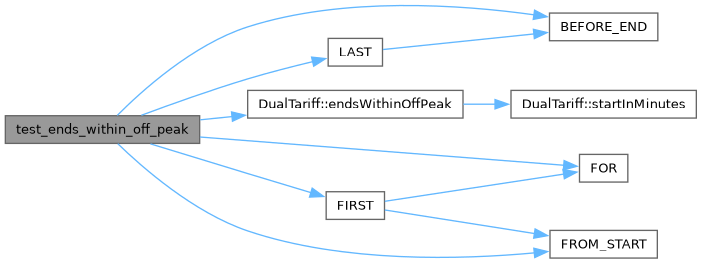 test_ends_within_off_peak
BEFORE_END
LAST
DualTariff::endsWithinOffPeak
DualTariff::startInMinutes
FOR
FIRST
FROM_START